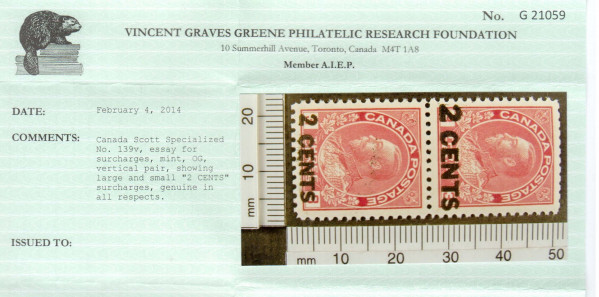 No. G 21059
VINCENT GRAVES GREENE PHILATELIC RESEARCH FOUNDATION
10 Summerhill Avenue, Toronto, Canada M4T 1A8
Member A.I.E.P.
DATE: February 4, 2014
COMMENTS: Canada Scott Specialized
No. 139v, essay for
surcharges, mint, OG,
vertical pair, showing
large and small "2 CENTS"
surcharges, genuine in
all respects.
ISSUED TO:
20
10
mm
2 CENTS
CANADA POSTAGE
2 CENTS
CANADA POSTAGE
mm 10 20 30 40 50